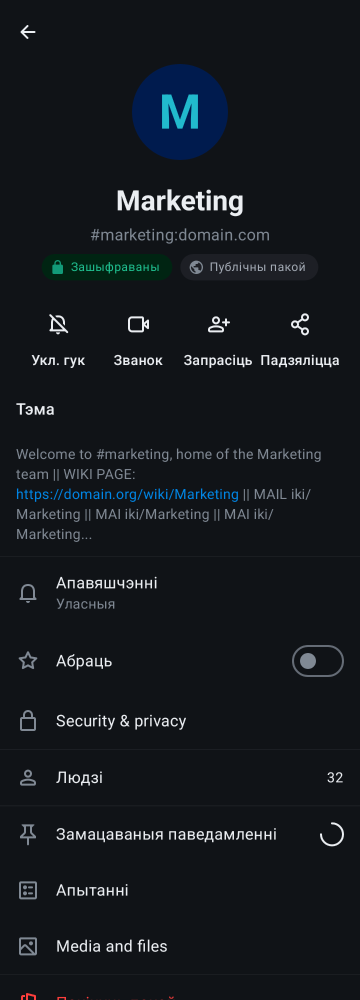 M
Marketing
#marketing:domain.com
Зашыфраваны
Публічны пакой
Укл. гук
Званок
Запрасіць
Падзяліцца
Тэма
Welcome to #marketing, home of the Marketing
team || WIKI PAGE:
https://domain.org/wiki/Marketing || MAIL iki/
Marketing || MAI iki/Marketing || MAI iki/
Marketing...
Апавяшчэнні
Уласныя
Абраць
Security & privacy
Людзі
32
Замацаваныя паведамленні
Апытанні
Media and files